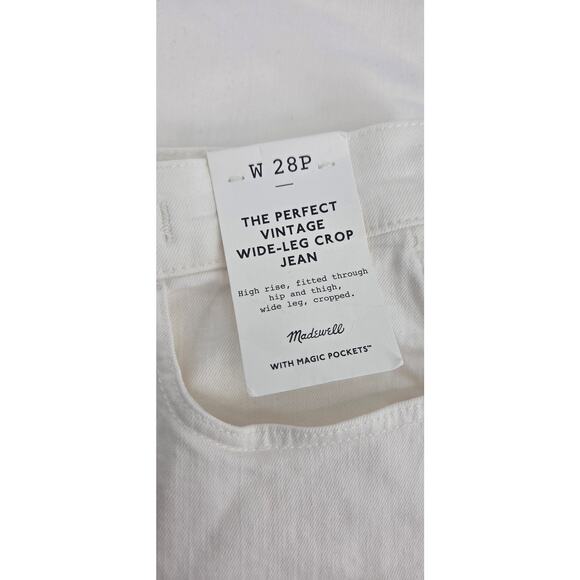 W 28P
THE PERFECT
VINTAGE
WIDE-LEG CROP
JEAN
High rise, fitted through
hip and thigh,
wide leg, cropped.
Madewell
WITH MAGIC POCKETS™